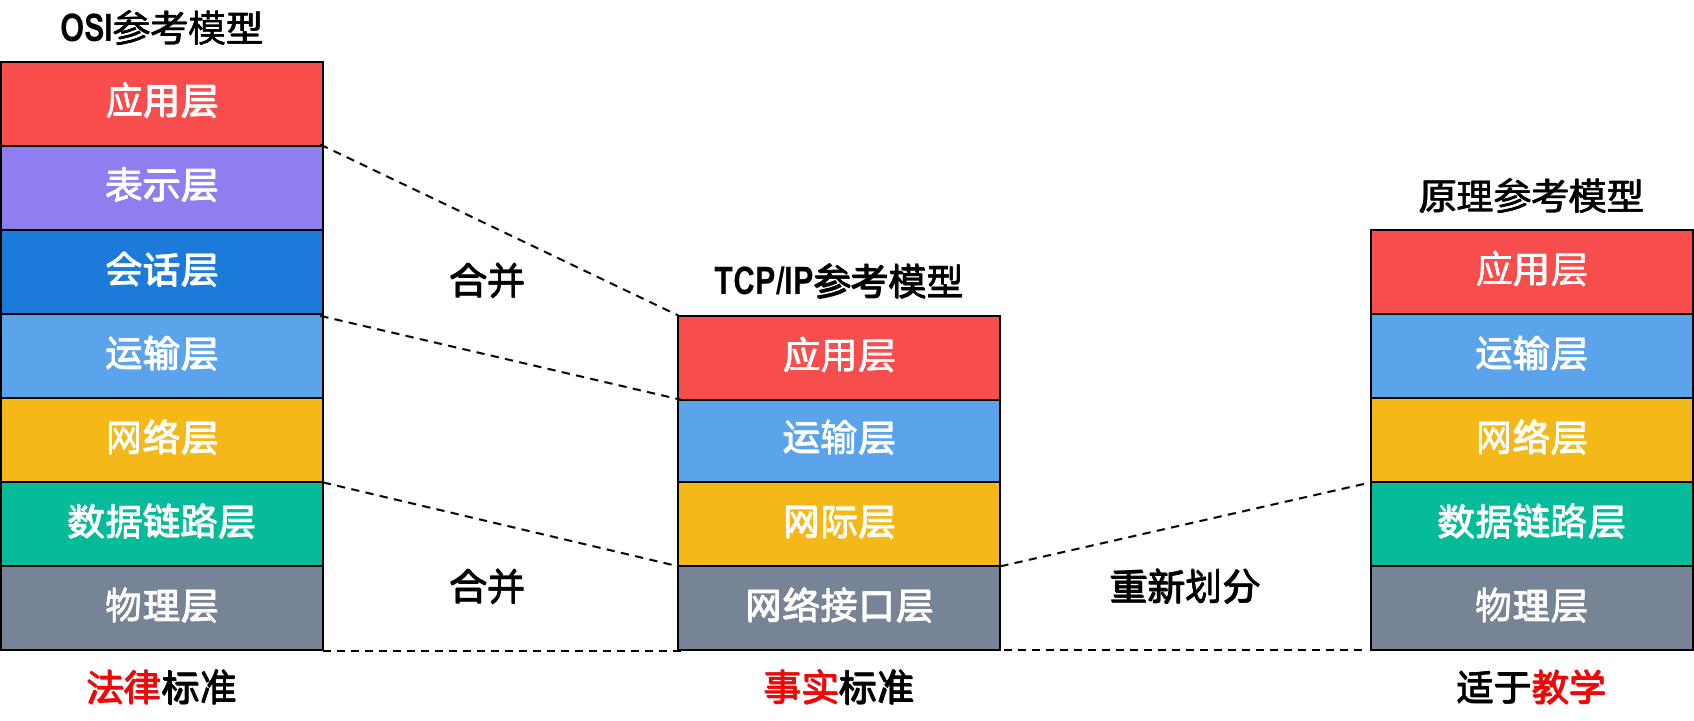 OSI参考模型
应用层
表示层
会话层
运输层
网络层
数据链路层
物理层
法律标准
合并
合并
TCP/IP参考模型
应用层
运输层
网际层
网络接口层
事实标准
重新划分
原理参考模型
应用层
运输层
网络层
数据链路层
物理层
适于教学